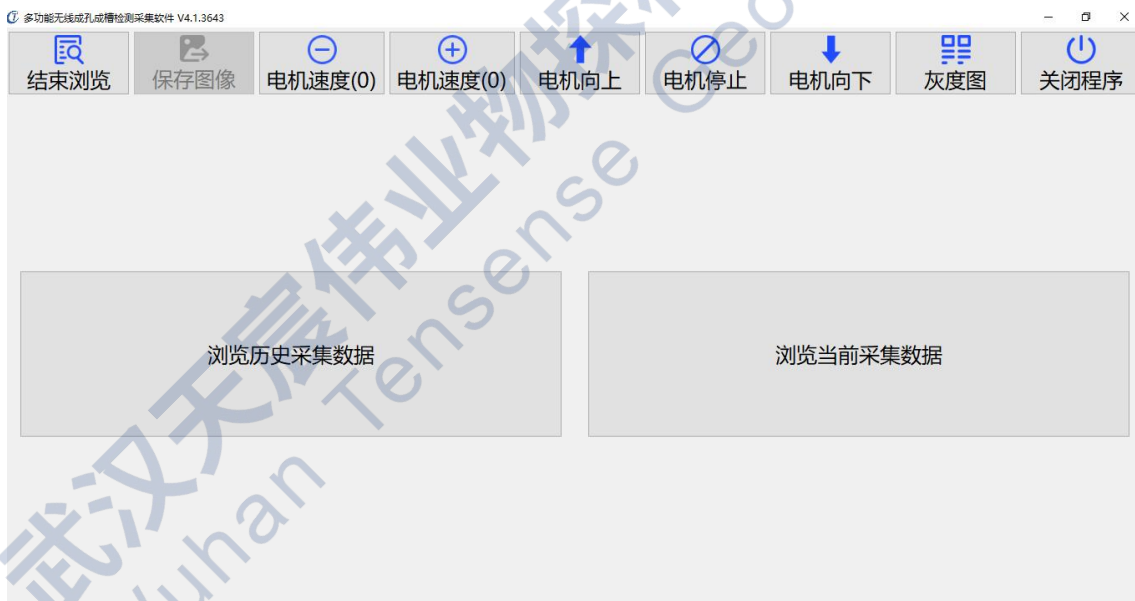 多功能无线成孔成槽检测采集软件 V4.1.3643
结束浏览
保存图像
电机速度(0)
电机速度(0)
电机向上
电机停止
电机向下
灰度图
关闭程序
浏览历史采集数据
浏览当前采集数据
武汉天宸伟业物探
Wuhan Tensense Geo